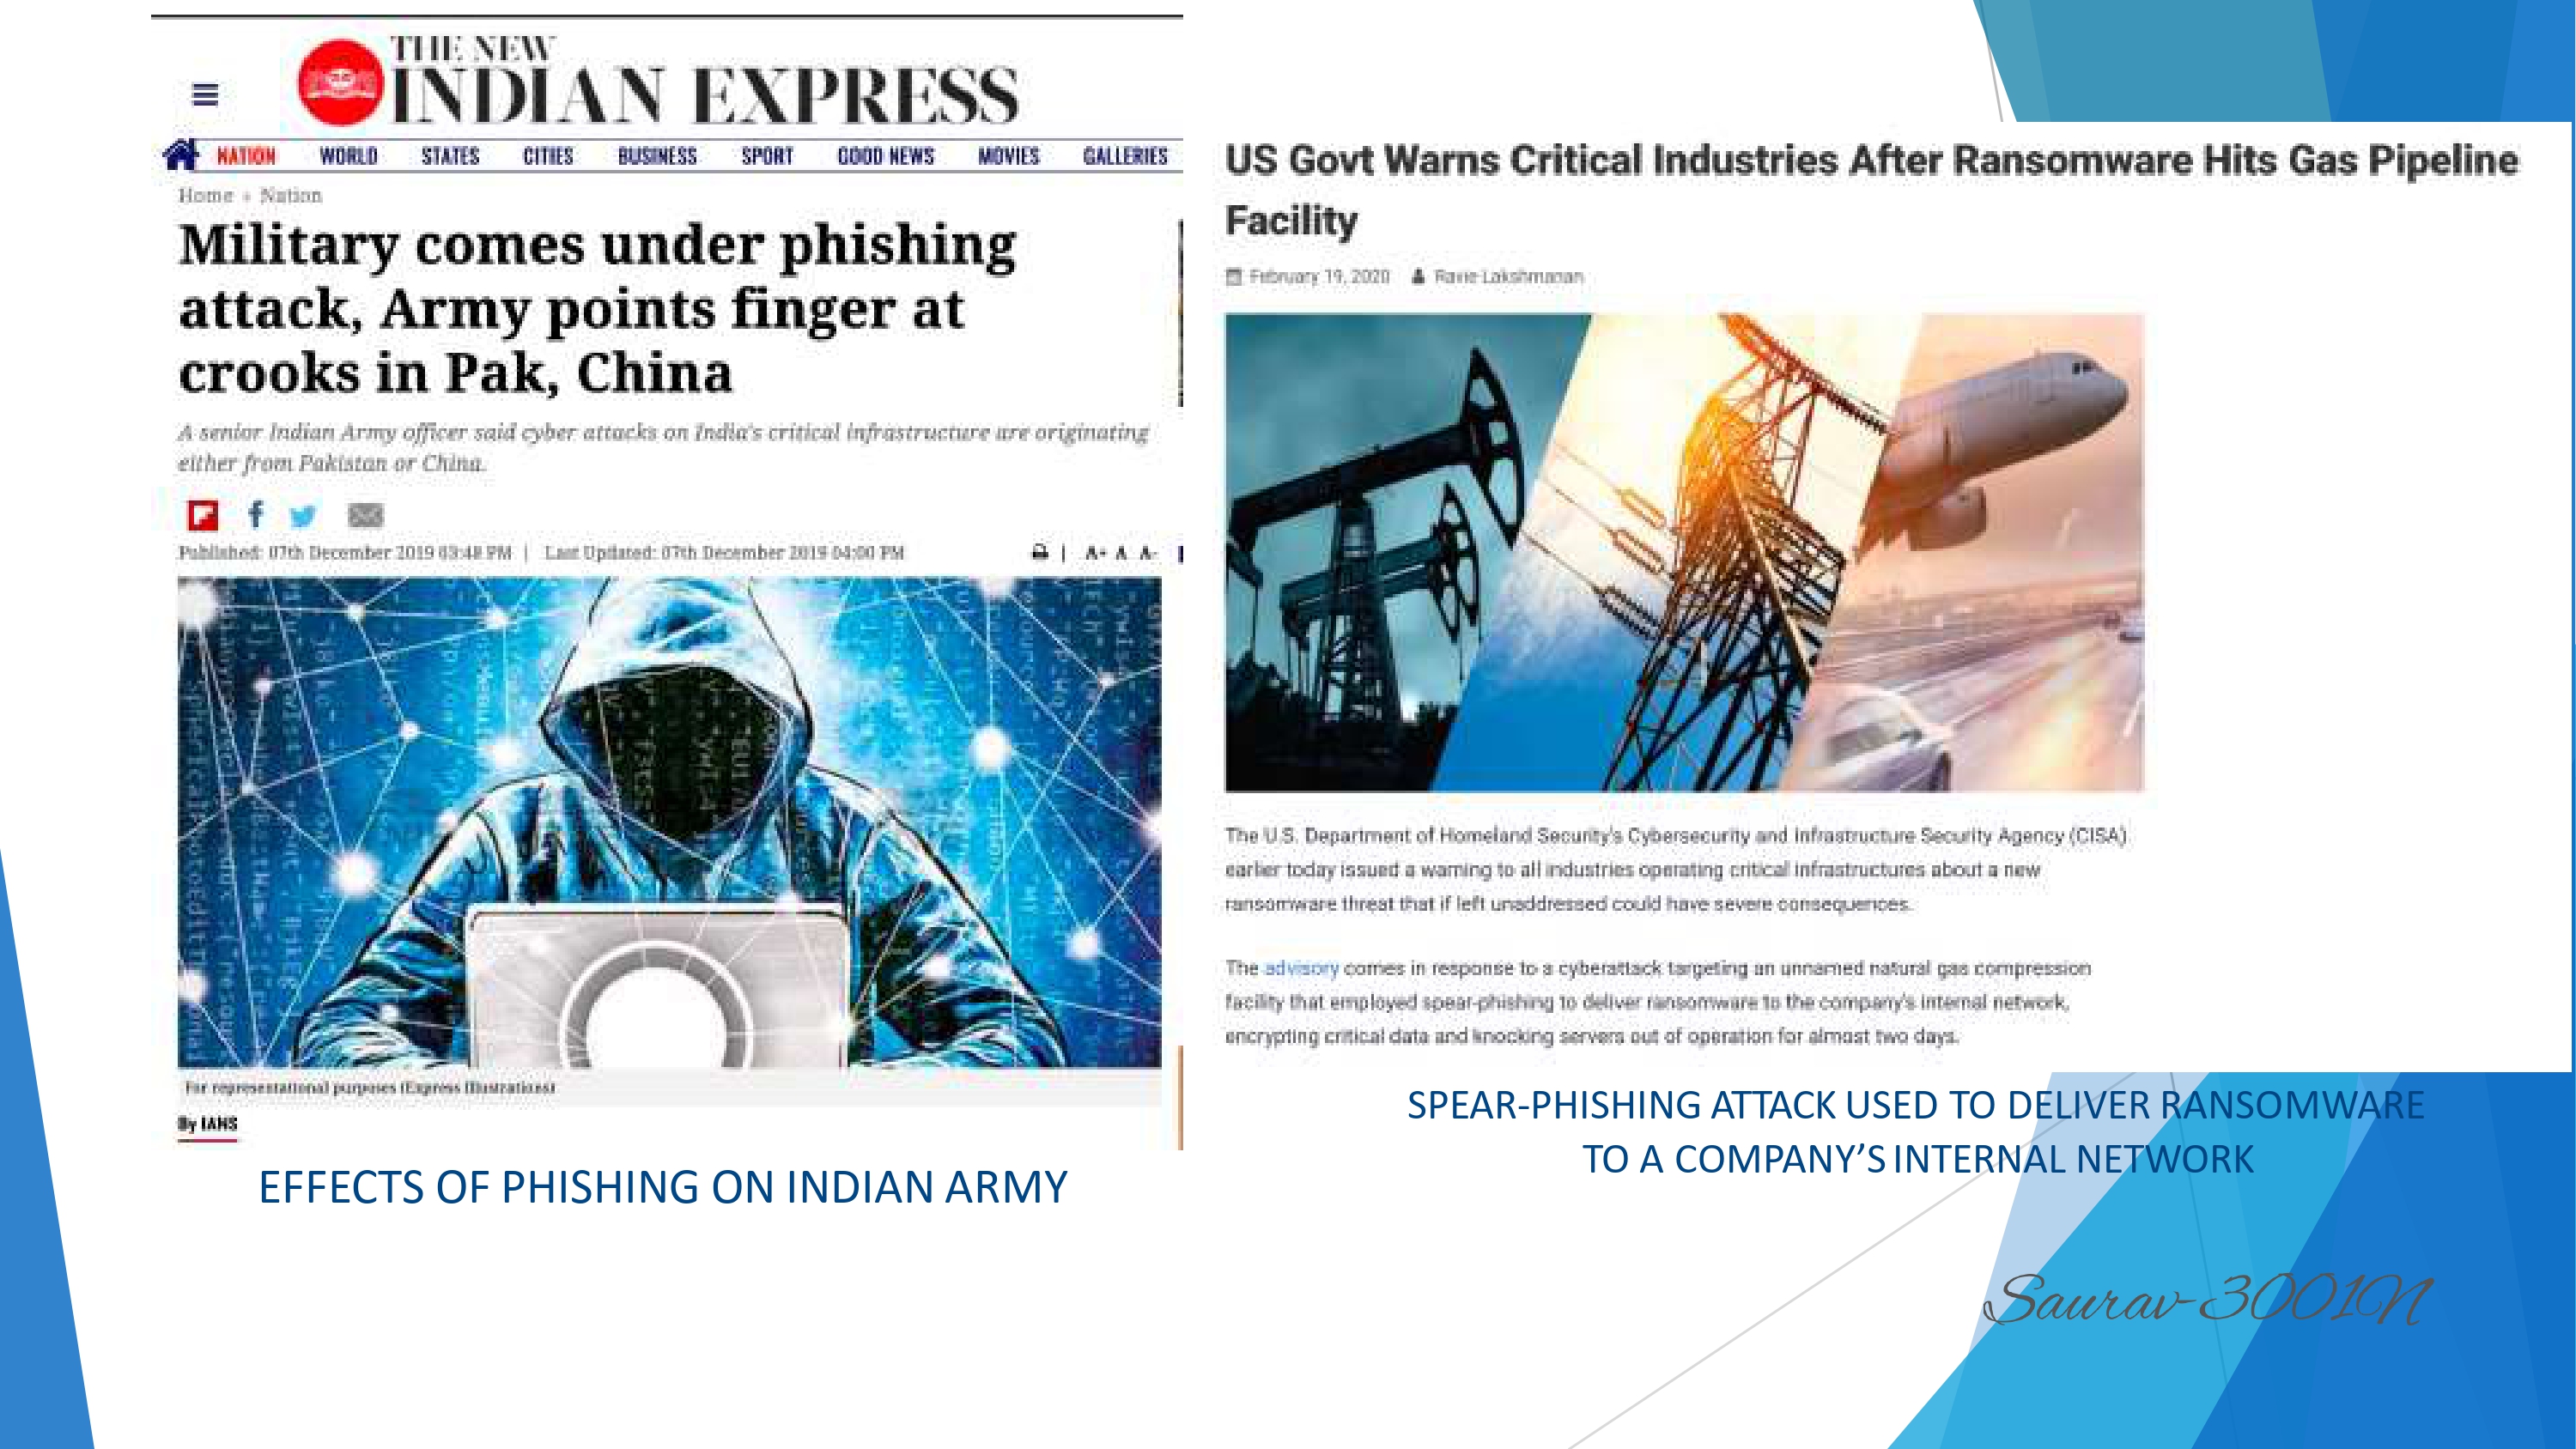 THE NEW
INDIAN EXPRESS
NATION WORLD STATES CITIES BUSINESS SPORT GOOD NEWS MOVIES GALLERIES
Home Nation
Military comes under phishing
attack, Army points finger at
crooks in Pak, China
A senior Indian Army officer said cyber attacks on India's critical infrastructure are originating
either from Pakistan or China.
Published: 07th December 2019 03:48 PM | Last Updated: 07th December 2019 04:00 PM
A+ A A-
For representational purposes (Express Illustrations)
By IANS
EFFECTS OF PHISHING ON INDIAN ARMY
US Govt Warns Critical Industries After Ransomware Hits Gas Pipeline
Facility
February 19, 2020 Ravie Lakshmanan
The U.S. Department of Homeland Security's Cybersecurity and Infrastructure Security Agency (CISA)
earlier today issued a warning to all industries operating critical infrastructures about a new
ransomware threat that if left unaddressed could have severe consequences.
The advisory comes in response to a cyberattack targeting an unnamed natural gas compression
facility that employed spear-phishing to deliver ransomware to the company's internal network,
encrypting critical data and knocking servers out of operation for almost two days.
SPEAR-PHISHING ATTACK USED TO DELIVER RANSOMWARE
TO A COMPANY’S INTERNAL NETWORK
Saurav-3001N